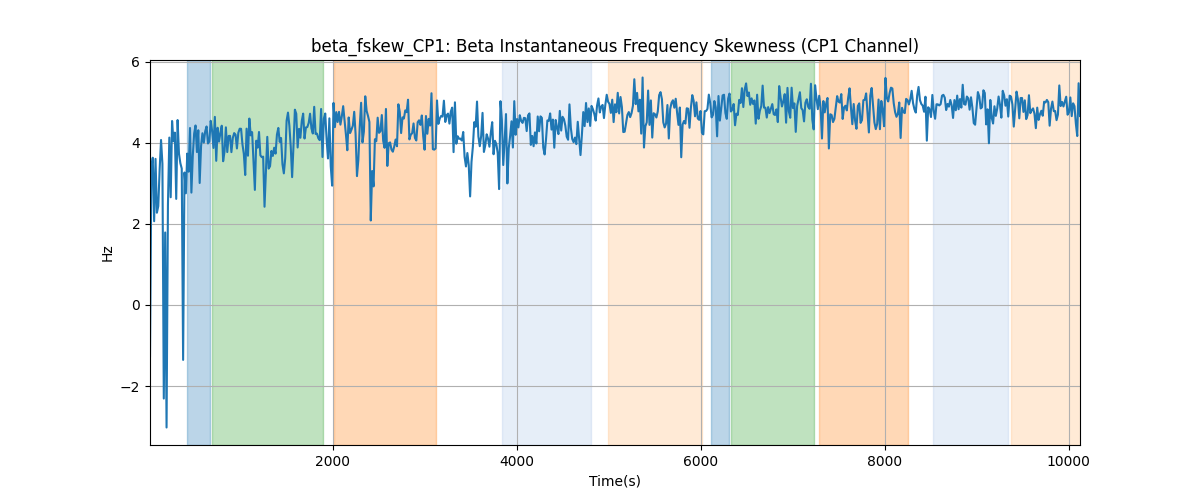 beta_fskew_CP1: Beta Instantaneous Frequency Skewness (CP1 Channel)
6
4
2
0
−2
Hz
2000 4000 6000 8000 10000
Time(s)